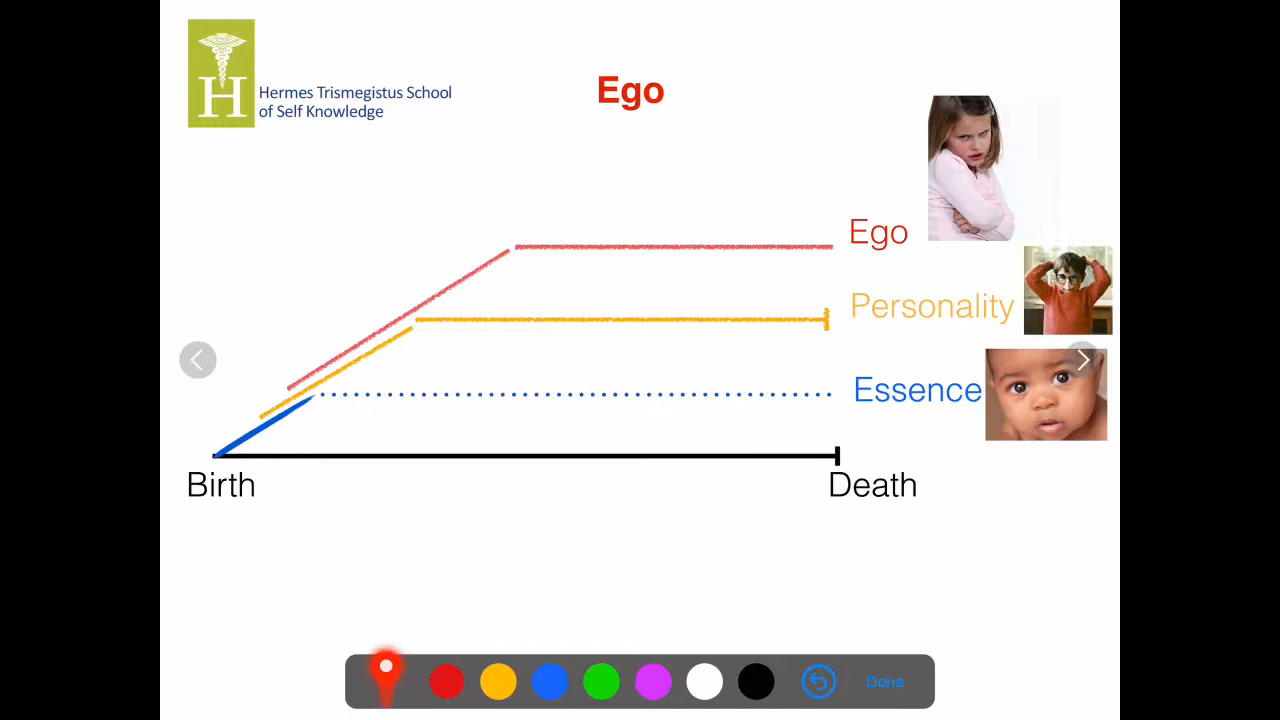 H
Hermes Trismegistus School
of Self Knowledge
Ego
Ego
Personality
Essence
Birth
Death
Done